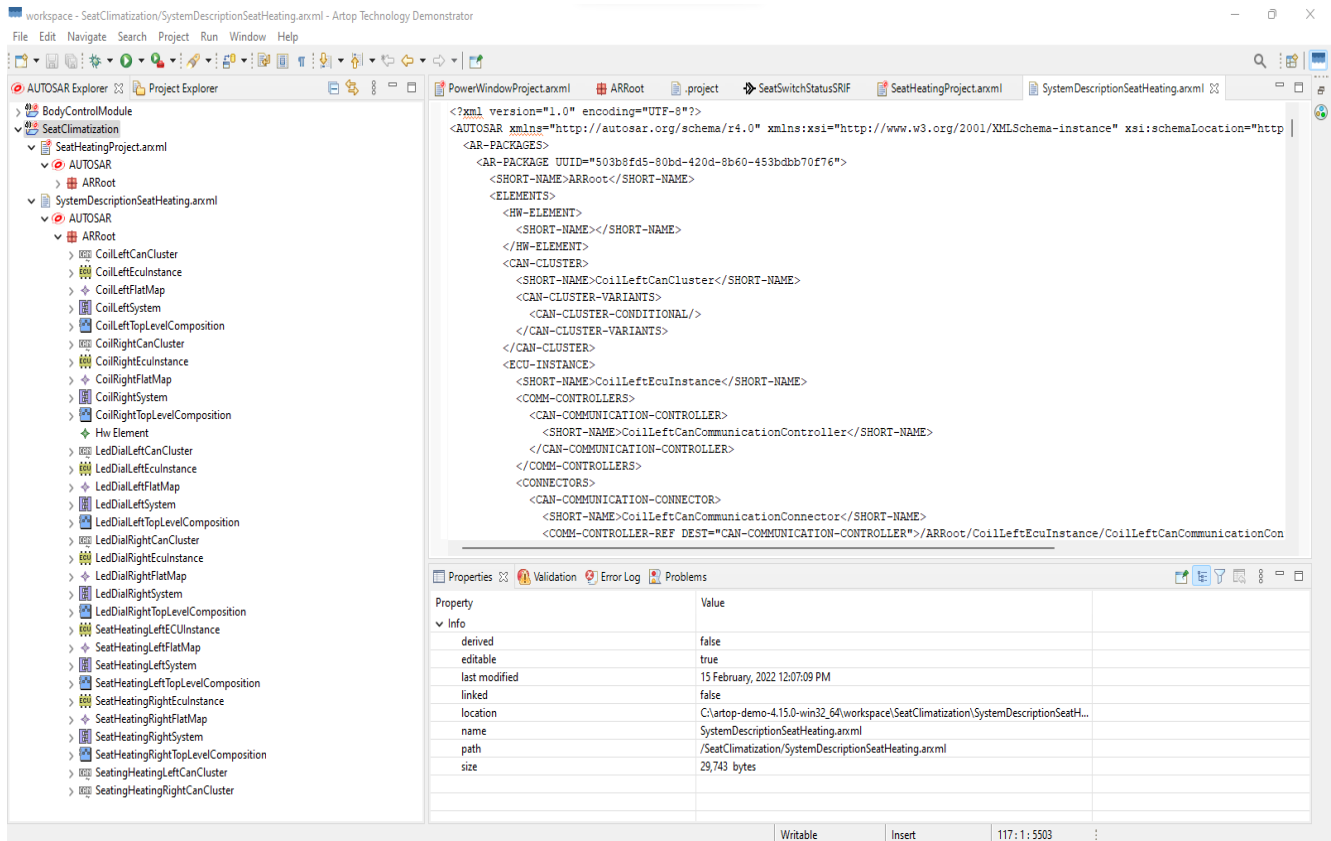 workspace - SeatClimatization/SystemDescriptionSeatHeating.arxml - Artop Technology Demonstrator
File Edit Navigate Search Project Run Window Help
AUTOSAR Explorer Project Explorer
BodyControlModule
SeatClimatization
SeatHeatingProject.arxml
AUTOSAR
ARRoot
SystemDescriptionSeatHeating.arxml
AUTOSAR
ARRoot
CoilLeftCanCluster
CoilLeftEcuInstance
CoilLeftFlatMap
CoilLeftSystem
CoilLeftTopLevelComposition
CoilRightCanCluster
CoilRightEcuInstance
CoilRightFlatMap
CoilRightSystem
CoilRightTopLevelComposition
Hw Element
LedDialLeftCanCluster
LedDialLeftEcuInstance
LedDialLeftFlatMap
LedDialLeftSystem
LedDialLeftTopLevelComposition
LedDialRightCanCluster
LedDialRightEcuInstance
LedDialRightFlatMap
LedDialRightSystem
LedDialRightTopLevelComposition
SeatHeatingLeftECUInstance
SeatHeatingLeftFlatMap
SeatHeatingLeftSystem
SeatHeatingLeftTopLevelComposition
SeatHeatingRightEcuInstance
SeatHeatingRightFlatMap
SeatHeatingRightSystem
SeatHeatingRightTopLevelComposition
SeatingHeatingLeftCanCluster
SeatingHeatingRightCanCluster
PowerWindowProject.arxml ARRoot .project SeatSwitchStatusSRIF SeatHeatingProject.arxml SystemDescriptionSeatHeating.arxml
<?xml version="1.0" encoding="UTF-8"?>
<AUTOSAR xmlns="http://autosar.org/schema/r4.0" xmlns:xsi="http://www.w3.org/2001/XMLSchema-instance" xsi:schemaLocation="http
<AR-PACKAGES>
<AR-PACKAGE UUID="503b8fd5-80bd-420d-8b60-453bdbb70f76">
<SHORT-NAME>ARRoot</SHORT-NAME>
<ELEMENTS>
<HW-ELEMENT>
<SHORT-NAME></SHORT-NAME>
</HW-ELEMENT>
<CAN-CLUSTER>
<SHORT-NAME>CoilLeftCanCluster</SHORT-NAME>
<CAN-CLUSTER-VARIANTS>
<CAN-CLUSTER-CONDITIONAL/>
</CAN-CLUSTER-VARIANTS>
</CAN-CLUSTER>
<ECU-INSTANCE>
<SHORT-NAME>CoilLeftEcuInstance</SHORT-NAME>
<COMM-CONTROLLERS>
<CAN-COMMUNICATION-CONTROLLER>
<SHORT-NAME>CoilLeftCanCommunicationController</SHORT-NAME>
</CAN-COMMUNICATION-CONTROLLER>
</COMM-CONTROLLERS>
<CONNECTORS>
<CAN-COMMUNICATION-CONNECTOR>
<SHORT-NAME>CoilLeftCanCommunicationConnector</SHORT-NAME>
<COMM-CONTROLLER-REF DEST="CAN-COMMUNICATION-CONTROLLER">/ARRoot/CoilLeftEcuInstance/CoilLeftCanCommunicationCon
Properties Validation Error Log Problems
Property Value
Info
derived false
editable true
last modified 15 February, 2022 12:07:09 PM
linked false
location C:\artop-demo-4.15.0-win32_64\workspace\SeatClimatization\SystemDescriptionSeatH...
name SystemDescriptionSeatHeating.arxml
path /SeatClimatization/SystemDescriptionSeatHeating.arxml
size 29,743 bytes
Writable Insert 117 : 1 : 5503